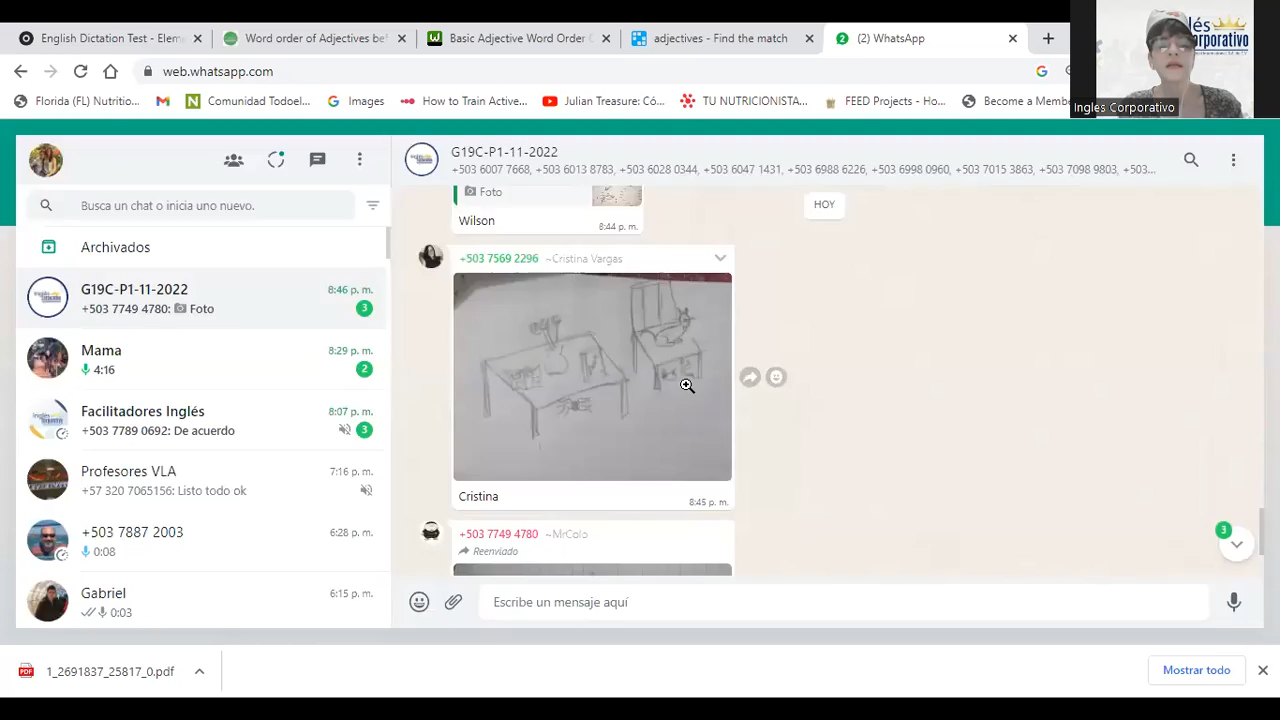 English Dictation Test - Elem
Word order of Adjectives be
Basic Adjective Word Order
adjectives - Find the match
(2) WhatsApp
web.whatsapp.com
Florida (FL) Nutritio...
Comunidad Todoel...
Images
How to Train Active...
Julian Treasure: Có...
TU NUTRICIONISTA...
FEED Projects - Ho...
Become a Membe
Inglés Corporativo
Ingles Corporativo
G19C-P1-11-2022
+503 6007 7668, +503 6013 8783, +503 6028 0344, +503 6047 1431, +503 6988 6226, +503 6998 0960, +503 7015 3863, +503 7098 9803, +503...
Busca un chat o inicia uno nuevo.
Archivados
G19C-P1-11-2022
8:46 p. m.
+503 7749 4780: Foto
3
Mama
8:29 p. m.
4:16
2
Facilitadores Inglés
8:07 p. m.
+503 7789 0692: De acuerdo
3
Profesores VLA
7:16 p. m.
+57 320 7065156: Listo todo ok
+503 7887 2003
6:28 p. m.
0:08
Gabriel
6:15 p. m.
0:03
Foto
Wilson
8:44 p. m.
HOY
+503 7569 2296 ~Cristina Vargas
Cristina
8:45 p. m.
+503 7749 4780 ~MrColo
Reenviado
3
Escribe un mensaje aquí
1_2691837_25817_0.pdf
Mostrar todo